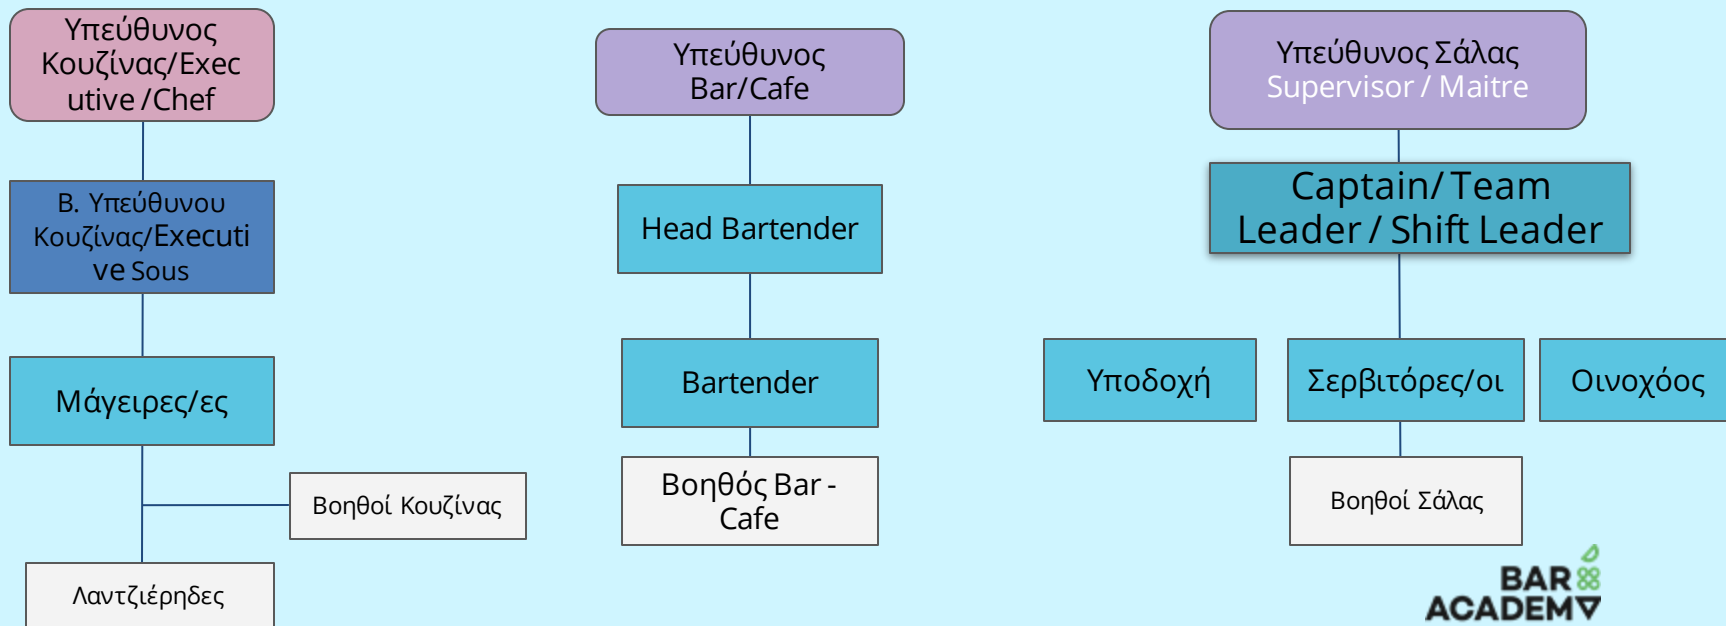 Υπεύθυνος
Κουζίνας/Exec
utive /Chef
Β. Υπεύθυνου
Κουζίνας/Executi
ve Sous
Μάγειρες/ες
Βοηθοί Κουζίνας
Λαντζιέρηδες
Υπεύθυνος
Bar/Cafe
Head Bartender
Bartender
Βοηθός Bar -
Cafe
Υπεύθυνος Σάλας
Supervisor / Maitre
Captain/ Team
Leader / Shift Leader
Υποδοχή
Σερβιτόρες/οι
Οινοχόος
Βοηθοί Σάλας
BAR
ACADEMY